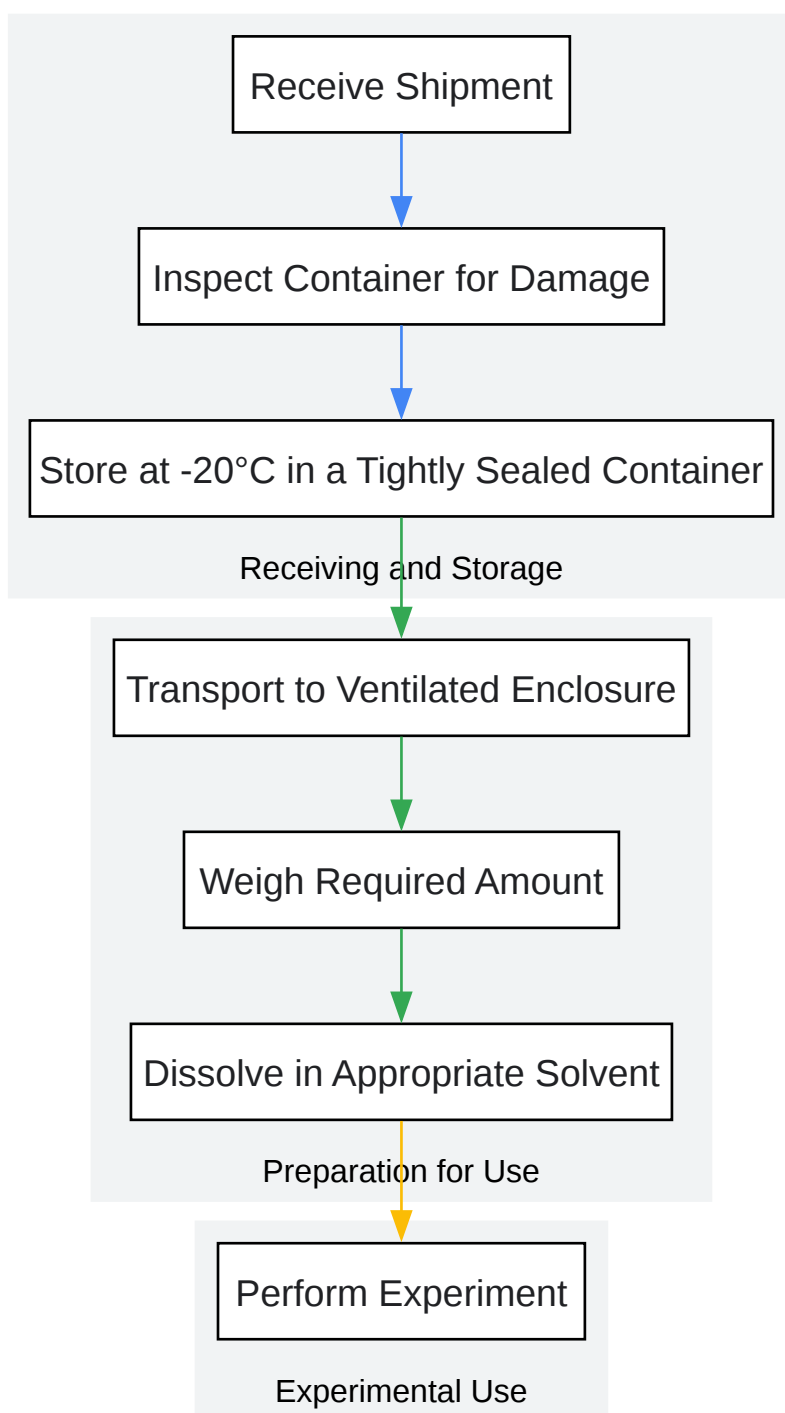 Receive Shipment
Inspect Container for Damage
Store at -20°C in a Tightly Sealed Container
Receiving and Storage
Transport to Ventilated Enclosure
Weigh Required Amount
Dissolve in Appropriate Solvent
Preparation for Use
Perform Experiment
Experimental Use